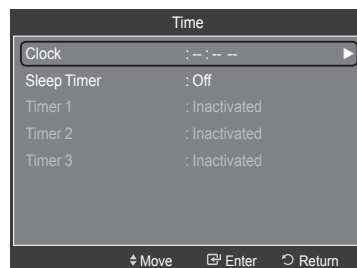 Time
Clock : -- : -- --
Sleep Timer : Off
Timer 1 : Inactivated
Timer 2 : Inactivated
Timer 3 : Inactivated
Move Enter Return